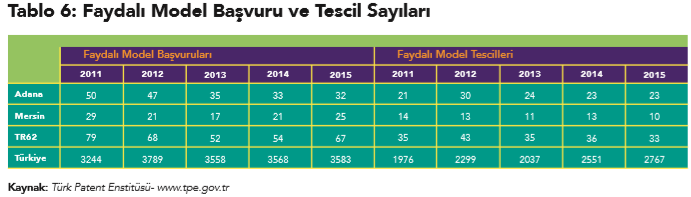 Tablo 6: Faydalı Model Başvuru ve Tescil Sayıları
Faydalı Model Başvuruları Faydalı Model Tescilleri
2011 2012 2013 2014 2015 2011 2012 2013 2014 2015
Adana 50 47 35 33 32 21 30 24 23 23
Mersin 29 21 17 21 25 14 13 11 13 10
TR62 79 68 52 54 67 35 43 35 36 33
Türkiye 3244 3789 3558 3568 3583 1976 2299 2037 2551 2767
Kaynak: Türk Patent Enstitüsü- www.tpe.gov.tr